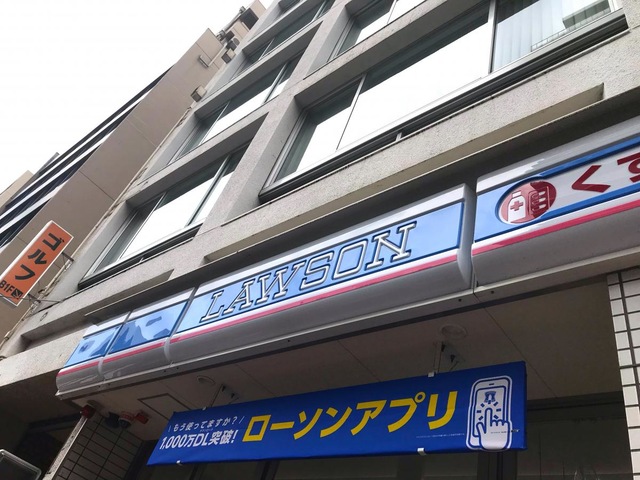 ゴルフ
B1F
LAWSON
くす
\もう使ってますか?/
1,000万DL突破!
ローソンアプリ